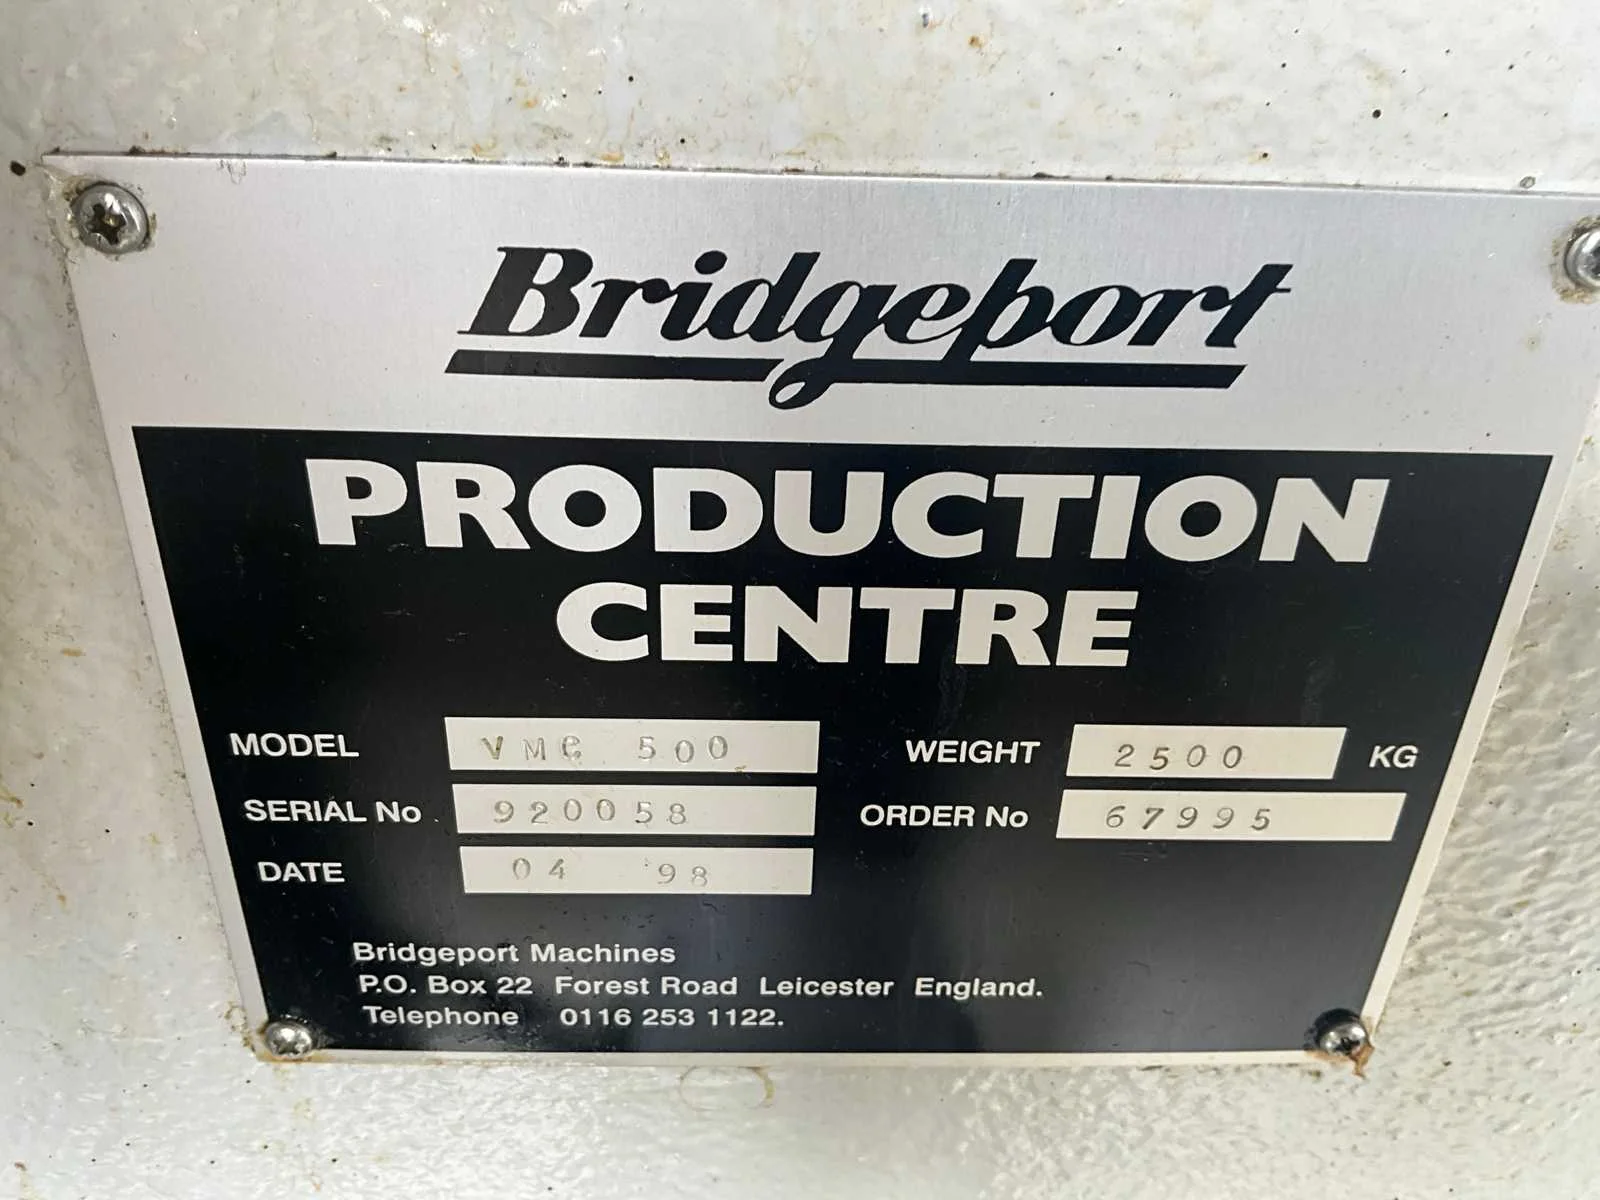 Bridgeport
PRODUCTION
CENTRE
MODEL VMC 500 WEIGHT 2500 KG
SERIAL No. 920058 ORDER No 67995
DATE 04 '98
Bridgeport Machines
P.O. Box 22 Forest Road Leicester England.
Telephone 0116 253 1122.